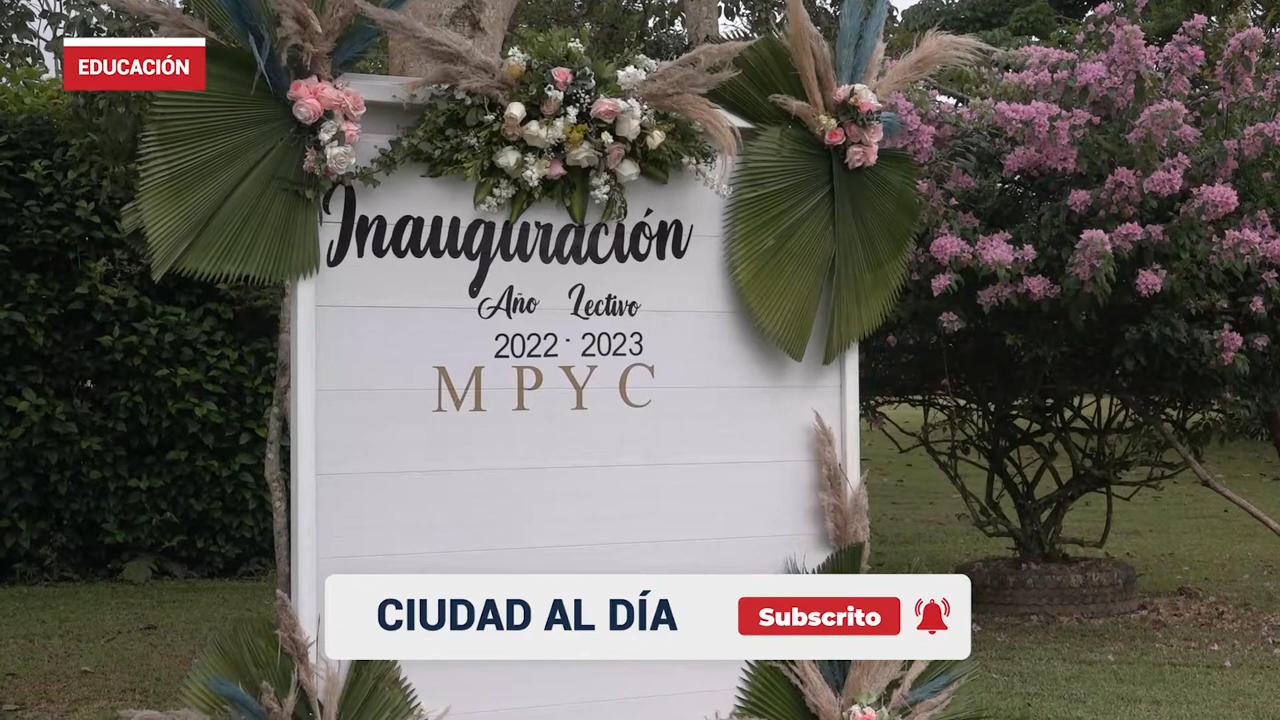 EDUCACIÓN
Inauguración
Año Lectivo
2022 - 2023
MPYC
CIUDAD AL DÍA
Subscrito